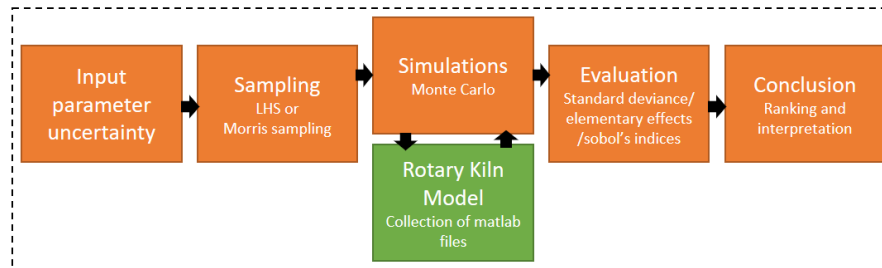 Input
parameter
uncertainty
Sampling
LHS or
Morris sampling
Simulations
Monte Carlo
Rotary Kiln
Model
Collection of matlab
files
Evaluation
Standard deviance/
elementary effects
/sobol's indices
Conclusion
Ranking and
interpretation